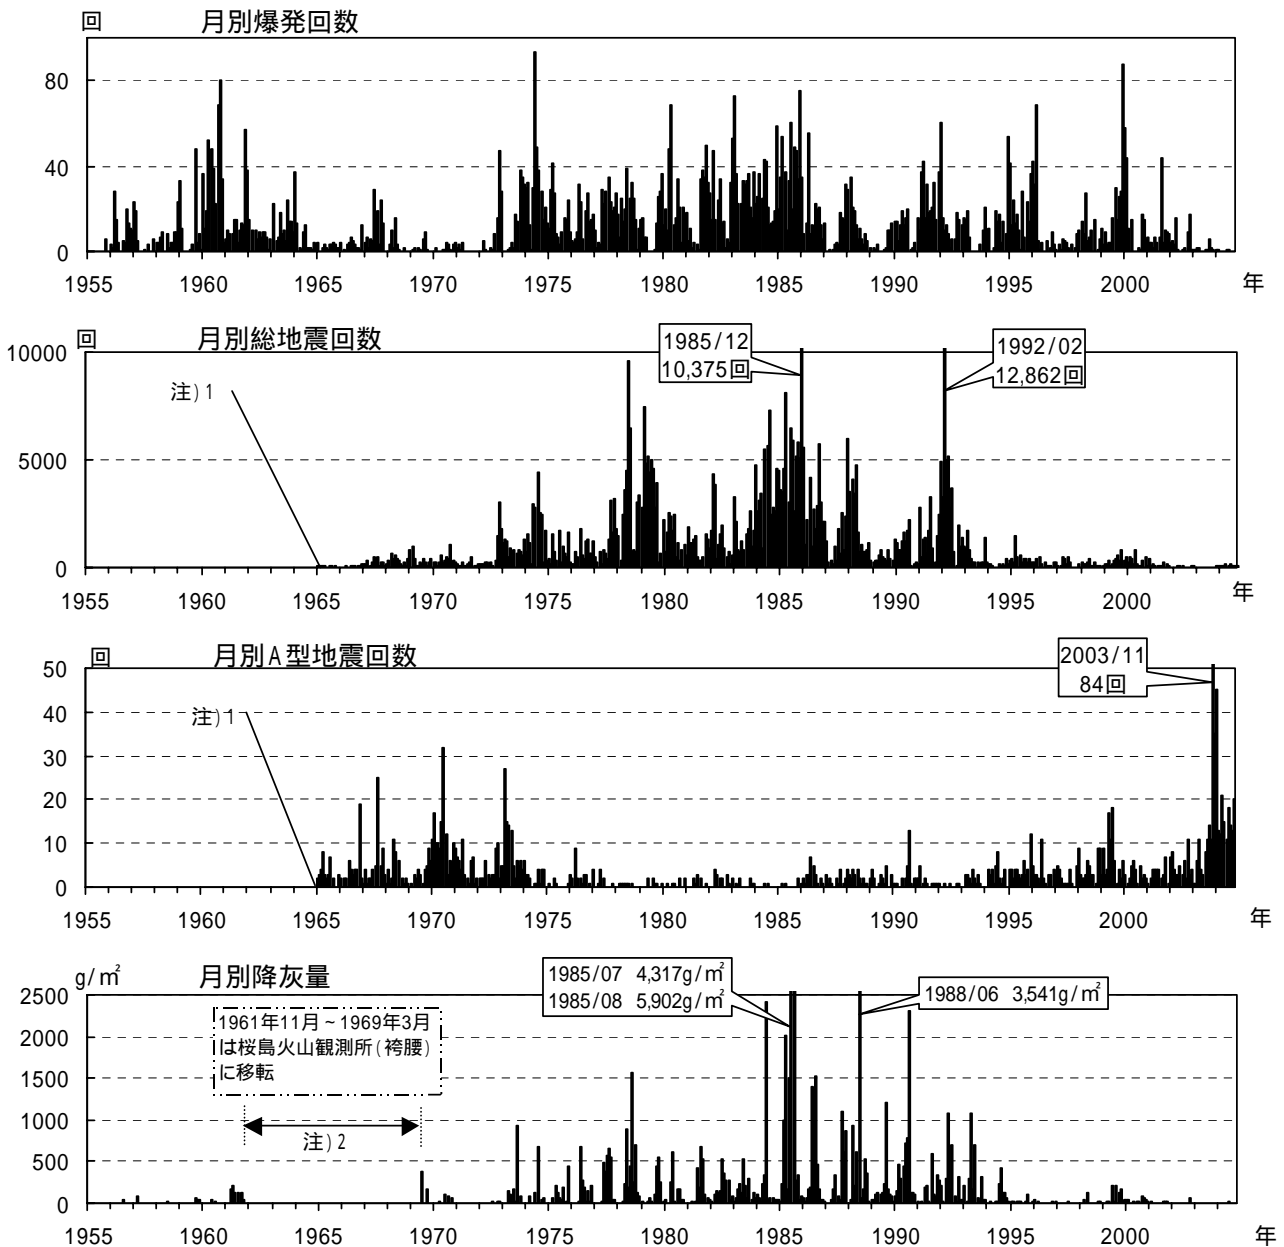 回 月別爆発回数
80
40
0
1955 1960 1965 1970 1975 1980 1985 1990 1995 2000 年
回 月別総地震回数
10000
5000
0
注)1
1985/12
10,375回
1992/02
12,862回
1955 1960 1965 1970 1975 1980 1985 1990 1995 2000 年
回 月別A型地震回数
50
40
30
20
10
0
注)1
2003/11
84回
1955 1960 1965 1970 1975 1980 1985 1990 1995 2000 年
g/㎡ 月別降灰量
2500
2000
1500
1000
500
0
1961年11月~1969年3月
は桜島火山観測所(袴腰)
に移転
注)2
1985/07 4,317g/㎡
1985/08 5,902g/㎡
1988/06 3,541g/㎡
1955 1960 1965 1970 1975 1980 1985 1990 1995 2000 年